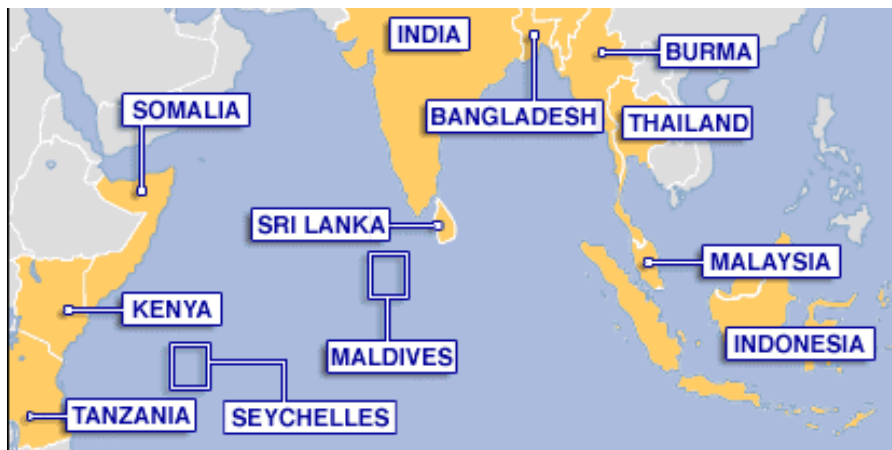 INDIA
BURMA
SOMALIA
BANGLADESH
THAILAND
SRI LANKA
MALAYSIA
KENYA
MALDIVES
INDONESIA
TANZANIA
SEYCHELLES